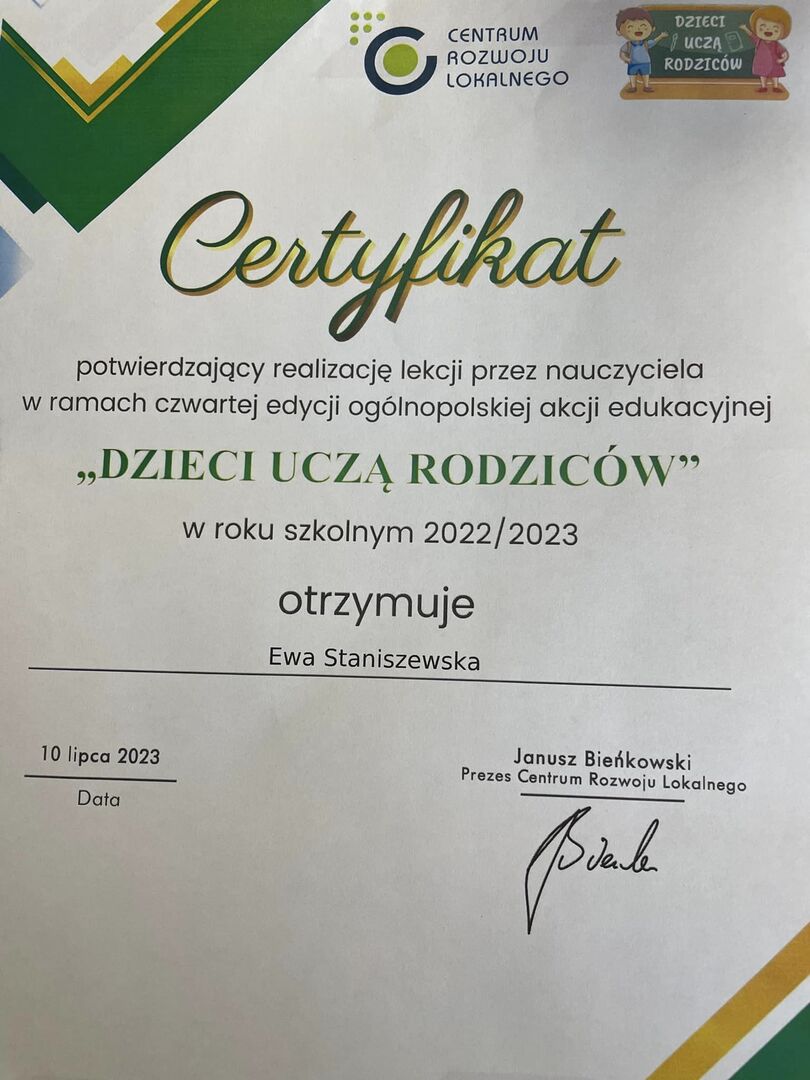 CENTRUM
ROZWOJU
LOKALNEGO
DZIECI
UCZĄ
RODZICÓW
Certyfikat
potwierdzający realizację lekcji przez nauczyciela
w ramach czwartej edycji ogólnopolskiej akcji edukacyjnej
„DZIECI UCZĄ RODZICÓW”
w roku szkolnym 2022/2023
otrzymuje
Ewa Staniszewska
10 lipca 2023
Data
Janusz Bieńkowski
Prezes Centrum Rozwoju Lokalnego